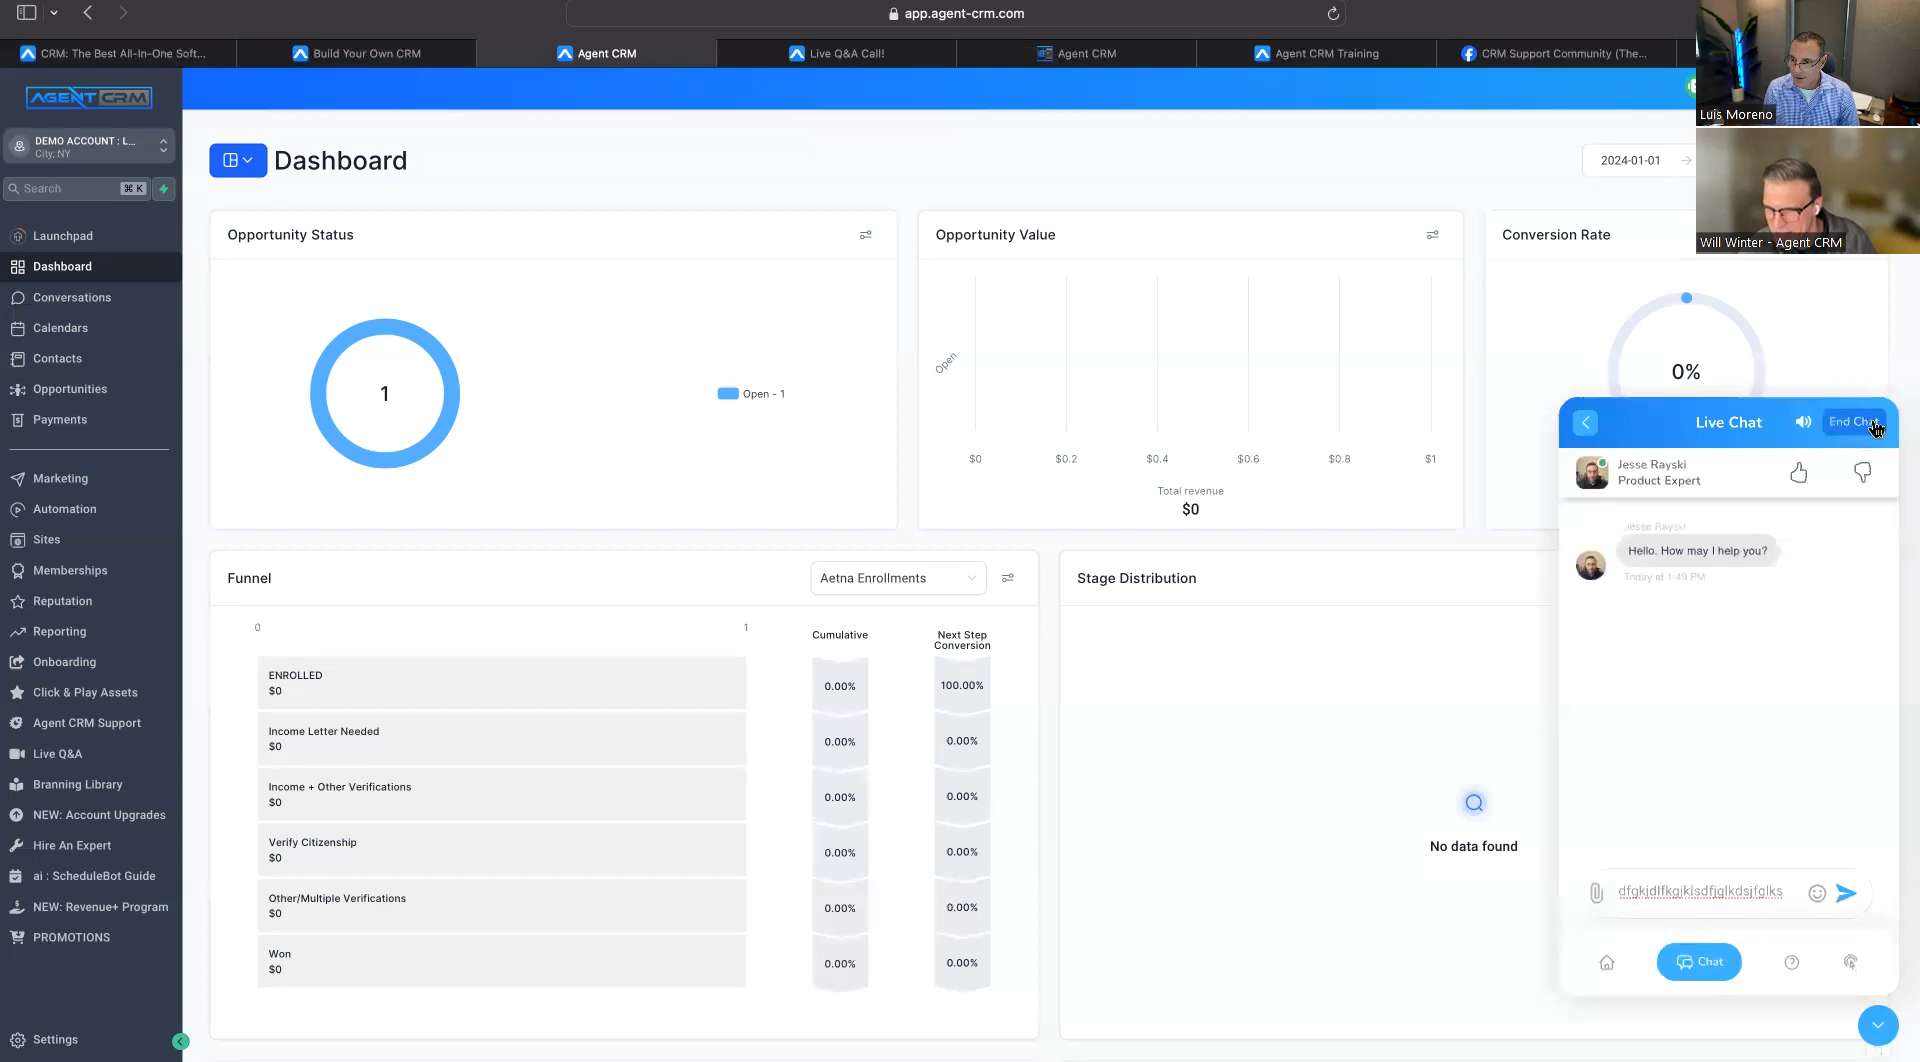 app.agent-crm.com
CRM: The Best All-In-One Soft...
Build Your Own CRM
Agent CRM
Live Q&A Call!
Agent CRM
Agent CRM Training
CRM Support Community (The...
AGENT CRM
DEMO ACCOUNT : L...
City, NY
Search
⌘ K
Launchpad
Dashboard
Conversations
Calendars
Contacts
Opportunities
Payments
Marketing
Automation
Sites
Memberships
Reputation
Reporting
Onboarding
Click & Play Assets
Agent CRM Support
Live Q&A
Branning Library
NEW: Account Upgrades
Hire An Expert
ai : ScheduleBot Guide
NEW: Revenue+ Program
PROMOTIONS
Settings
Dashboard
2024-01-01
Opportunity Status
1
Open - 1
Opportunity Value
Open
$0 $0.2 $0.4 $0.6 $0.8 $1
Total revenue
$0
Conversion Rate
0%
Funnel
Aetna Enrollments
0 1
Cumulative
Next Step
Conversion
ENROLLED
$0
0.00% 100.00%
Income Letter Needed
$0
0.00% 0.00%
Income + Other Verifications
$0
0.00% 0.00%
Verify Citizenship
$0
0.00% 0.00%
Other/Multiple Verifications
$0
0.00% 0.00%
Won
$0
0.00% 0.00%
Stage Distribution
No data found
Luis Moreno
Will Winter - Agent CRM
Live Chat
End Chat
Jesse Rayski
Product Expert
Jesse Rayski
Hello. How may I help you?
Today at 1:49 PM
Chat